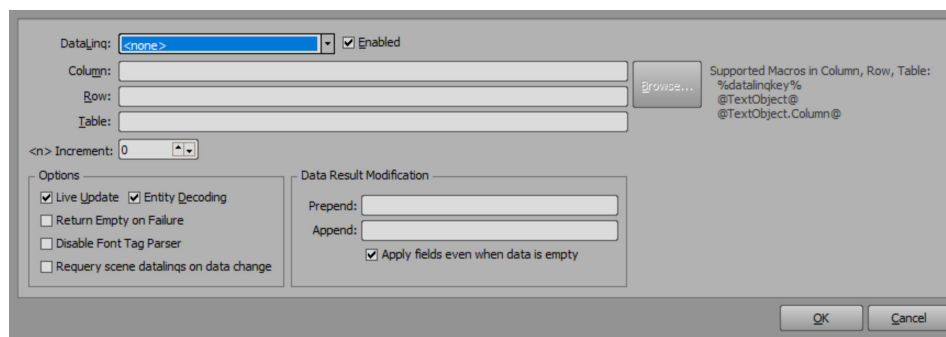 DataLinq: <none> Enabled
Column:
Browse...
Row:
Table:
Supported Macros in Column, Row, Table:
%datalinqkey%
@TextObject@
@TextObject.Column@
<n> Increment: 0
Options
Live Update Entity Decoding
Return Empty on Failure
Disable Font Tag Parser
Requery scene datalinqs on data change
Data Result Modification
Prepend:
Append:
Apply fields even when data is empty
OK Cancel